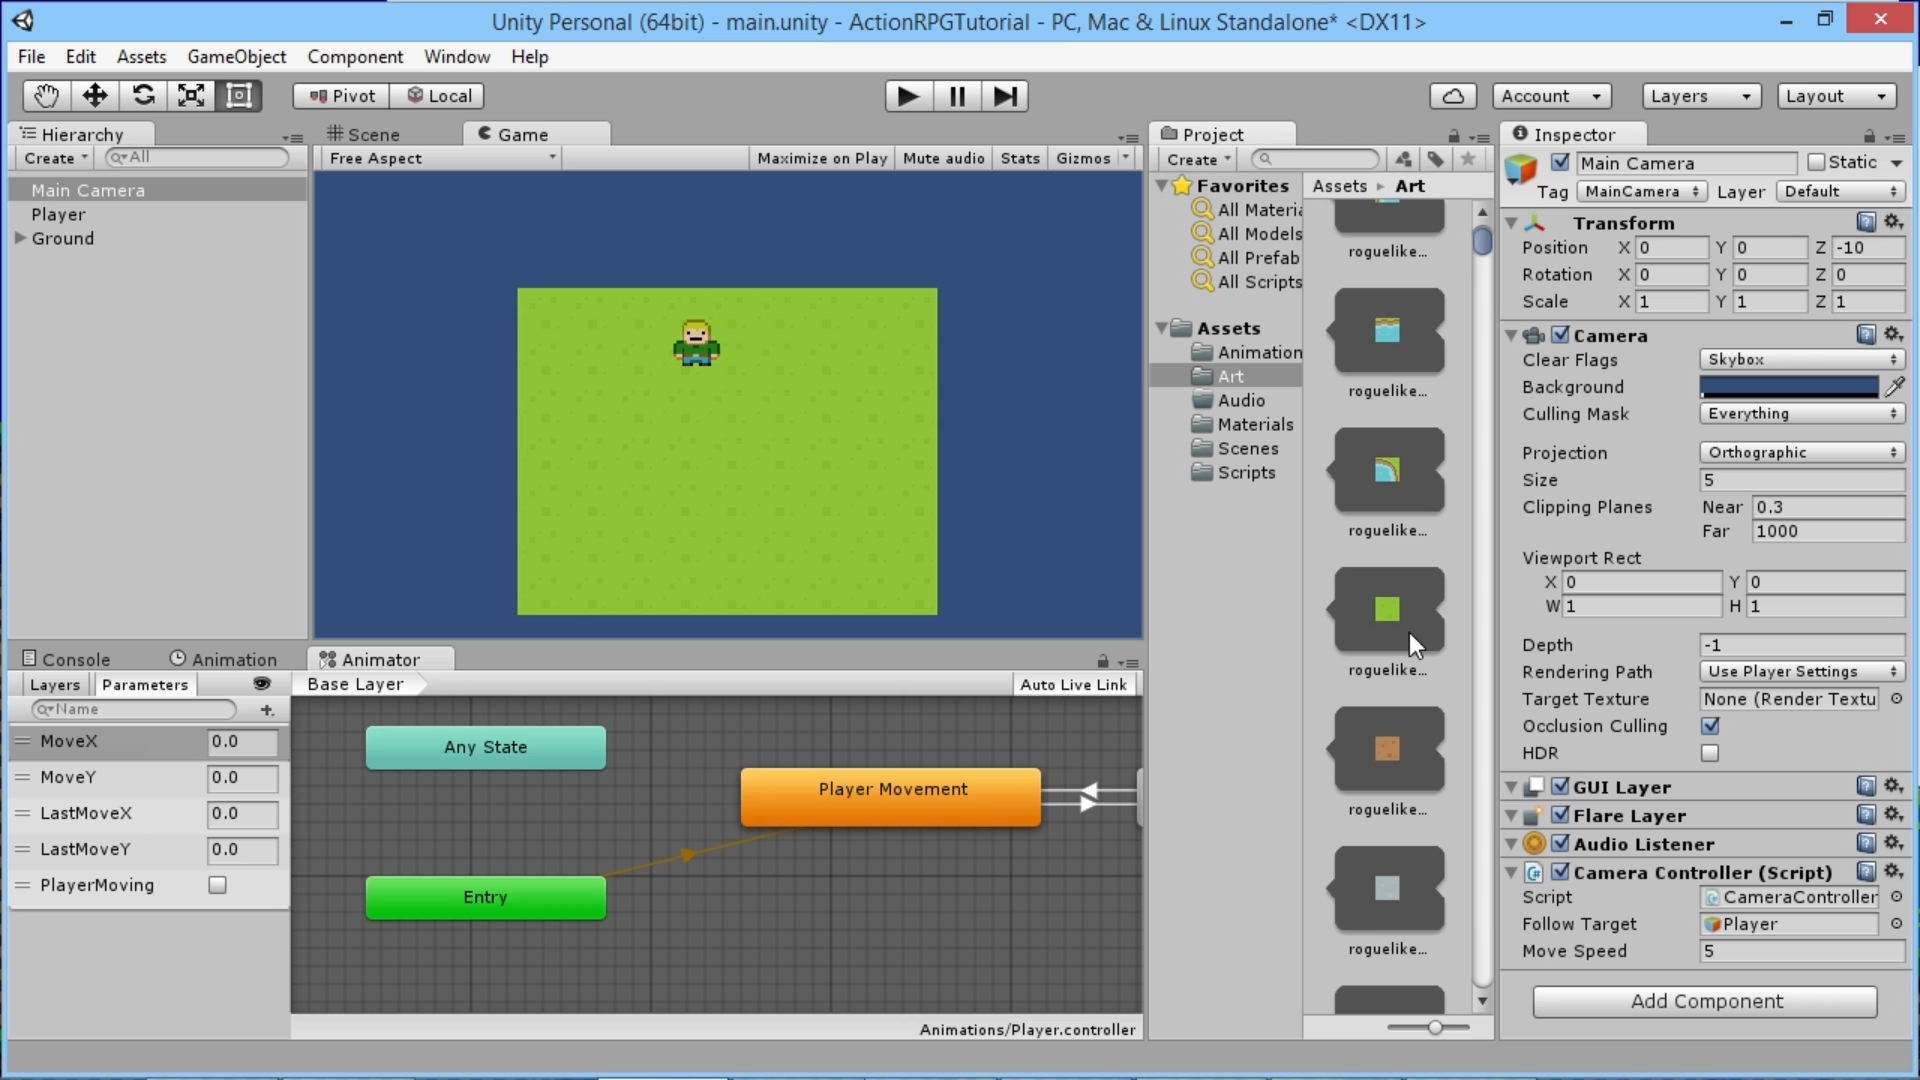 Unity Personal (64bit) - main.unity - ActionRPGTutorial - PC, Mac & Linux Standalone* <DX11>
File Edit Assets GameObject Component Window Help
Pivot Local Account Layers Layout
Hierarchy
Create All
Main Camera
Player
Ground
Scene Game
Free Aspect Maximize on Play Mute audio Stats Gizmos
Project
Create
Favorites
All Materia
All Models
All Prefab
All Scripts
Assets
Animation
Art
Audio
Materials
Scenes
Scripts
Assets Art
roguelike...
roguelike...
roguelike...
roguelike...
roguelike...
roguelike...
Inspector
Main Camera Static
Tag MainCamera Layer Default
Transform
Position X 0 Y 0 Z -10
Rotation X 0 Y 0 Z 0
Scale X 1 Y 1 Z 1
Camera
Clear Flags Skybox
Background
Culling Mask Everything
Projection Orthographic
Size 5
Clipping Planes Near 0.3
Far 1000
Viewport Rect
X 0 Y 0
W 1 H 1
Depth -1
Rendering Path Use Player Settings
Target Texture None (Render Textu
Occlusion Culling
HDR
GUI Layer
Flare Layer
Audio Listener
Camera Controller (Script)
Script CameraController
Follow Target Player
Move Speed 5
Add Component
Console Animation Animator
Layers Parameters
Name
MoveX 0.0
MoveY 0.0
LastMoveX 0.0
LastMoveY 0.0
PlayerMoving
Base Layer Auto Live Link
Any State
Player Movement
Entry
Animations/Player.controller